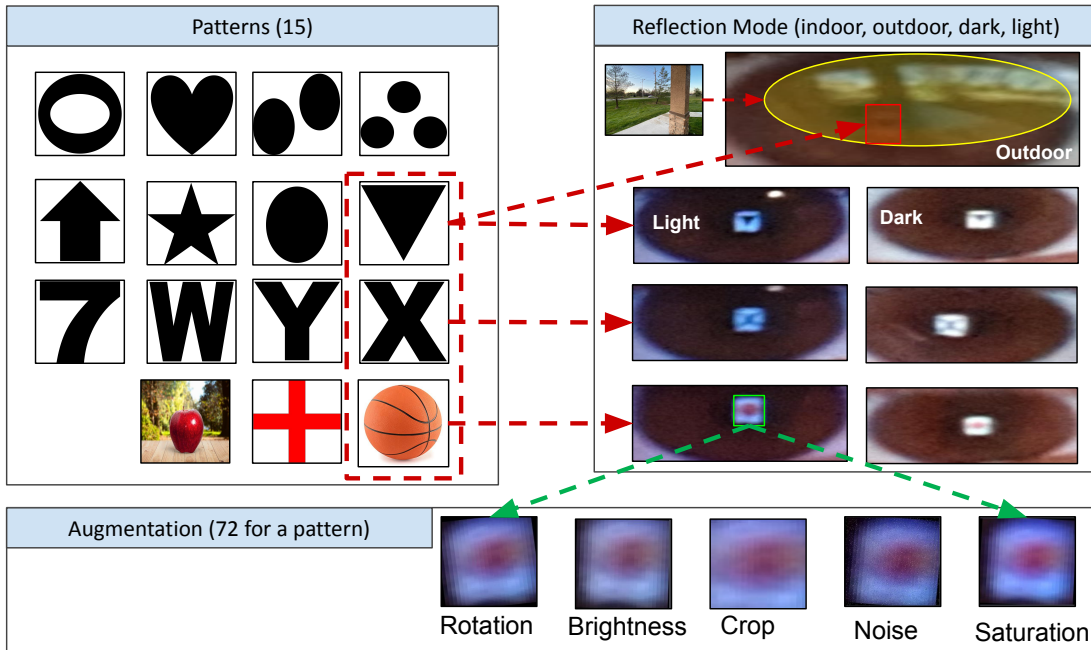 Patterns (15)
Reflection Mode (indoor, outdoor, dark, light)
Outdoor
Light
Dark
7 W Y X
Augmentation (72 for a pattern)
Rotation
Brightness
Crop
Noise
Saturation